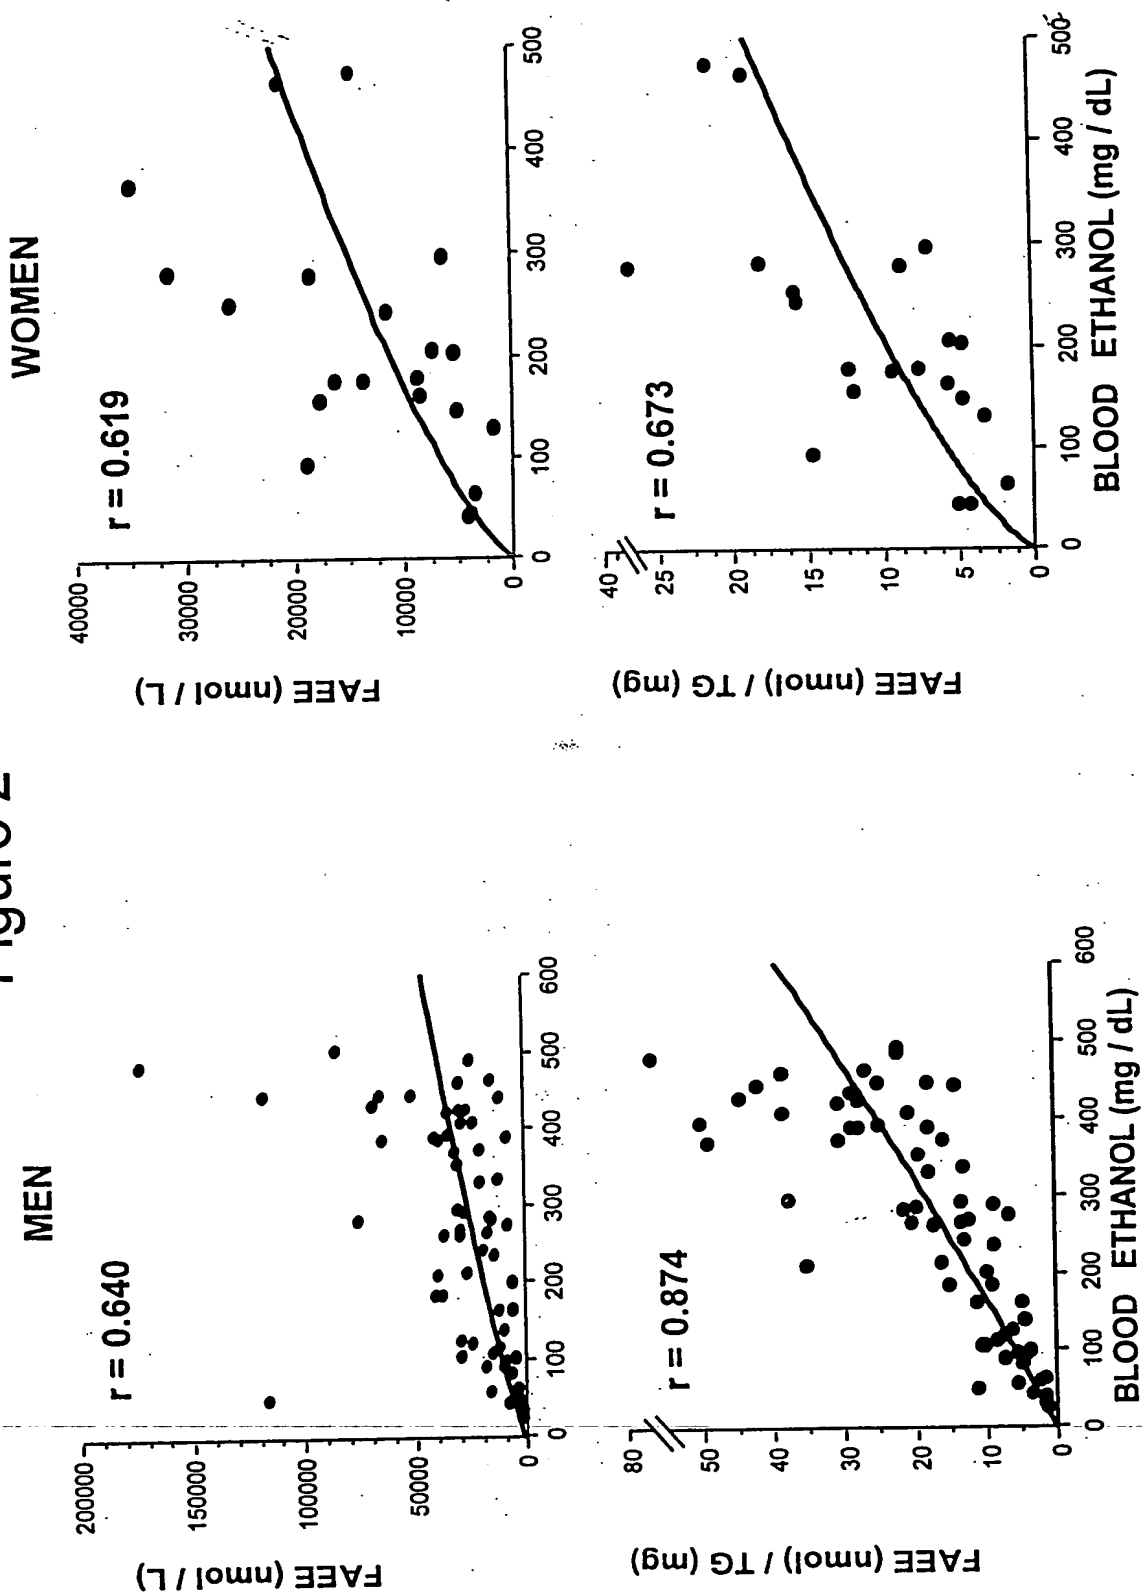 Figure 2
MEN
r = 0.640
FAEE (nmol / L)
200000
150000
100000
50000
0
0 100 200 300 400 500 600
WOMEN
r = 0.619
FAEE (nmol / L)
40000
30000
20000
10000
0
0 100 200 300 400 500
r = 0.874
FAEE (nmol) / TG (mg)
80
50
40
30
20
10
0
0 100 200 300 400 500 600
BLOOD ETHANOL (mg / dL)
r = 0.673
FAEE (nmol) / TG (mg)
40
25
20
15
10
5
0
0 100 200 300 400 500
BLOOD ETHANOL (mg / dL)